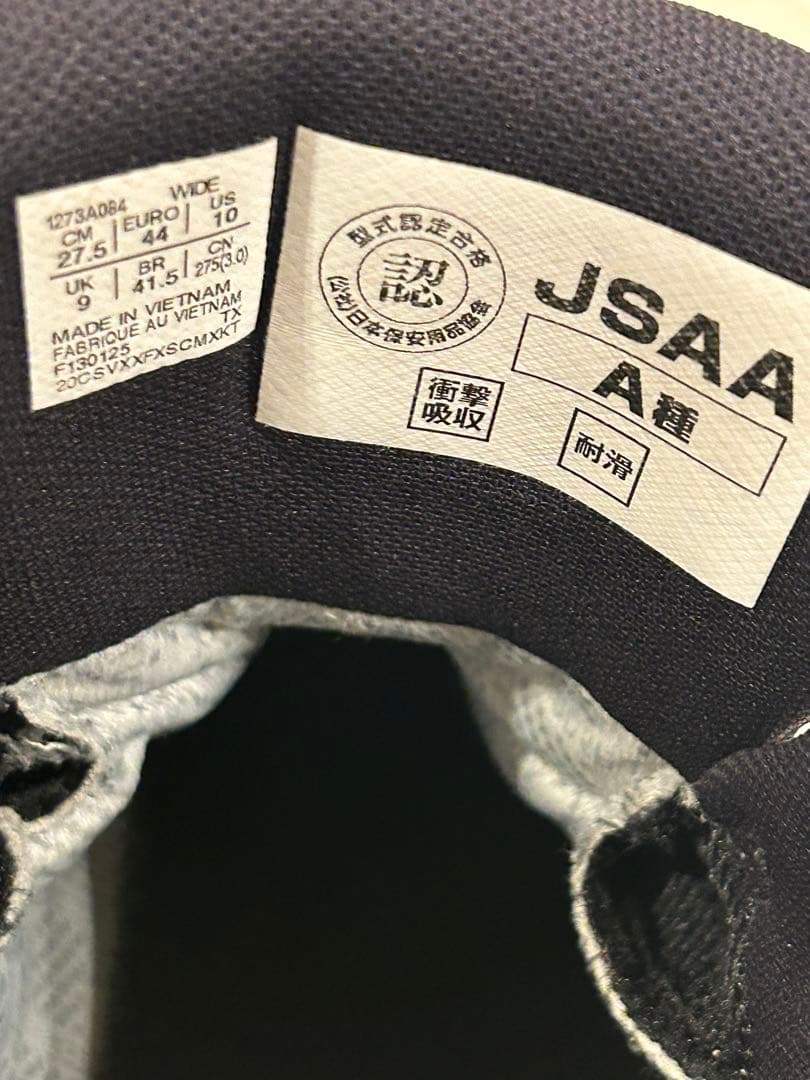 1273A084 WIDE
CM 27.5 | EURO 44 | US 10
UK 9 | BR 41.5 | CN 275(3.0)
MADE IN VIETNAM
FABRIQUE AU VIETNAM
TX
F130125
20CSVXXFXSCMXKT
型式認定合格
認
(公社)日本保安用品協会
JSAA
A種
衝撃
吸収
耐滑